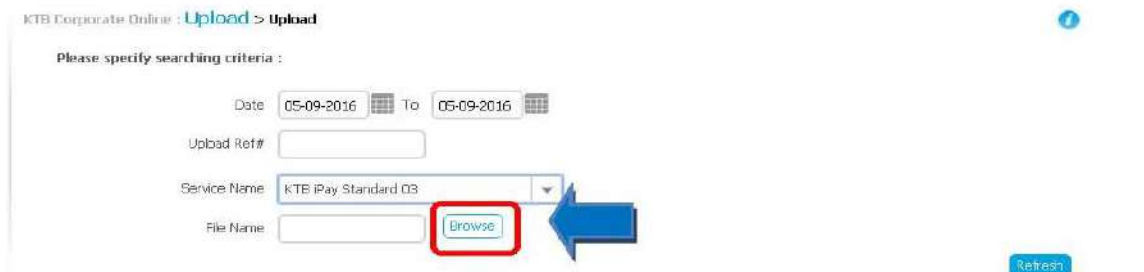 KTB Corporate Online : Upload > Upload
Please specify searching criteria :
Date 05-09-2016 To 05-09-2016
Upload Ref#
Service Name KTB iPay Standard 03
File Name Browse
Refresh